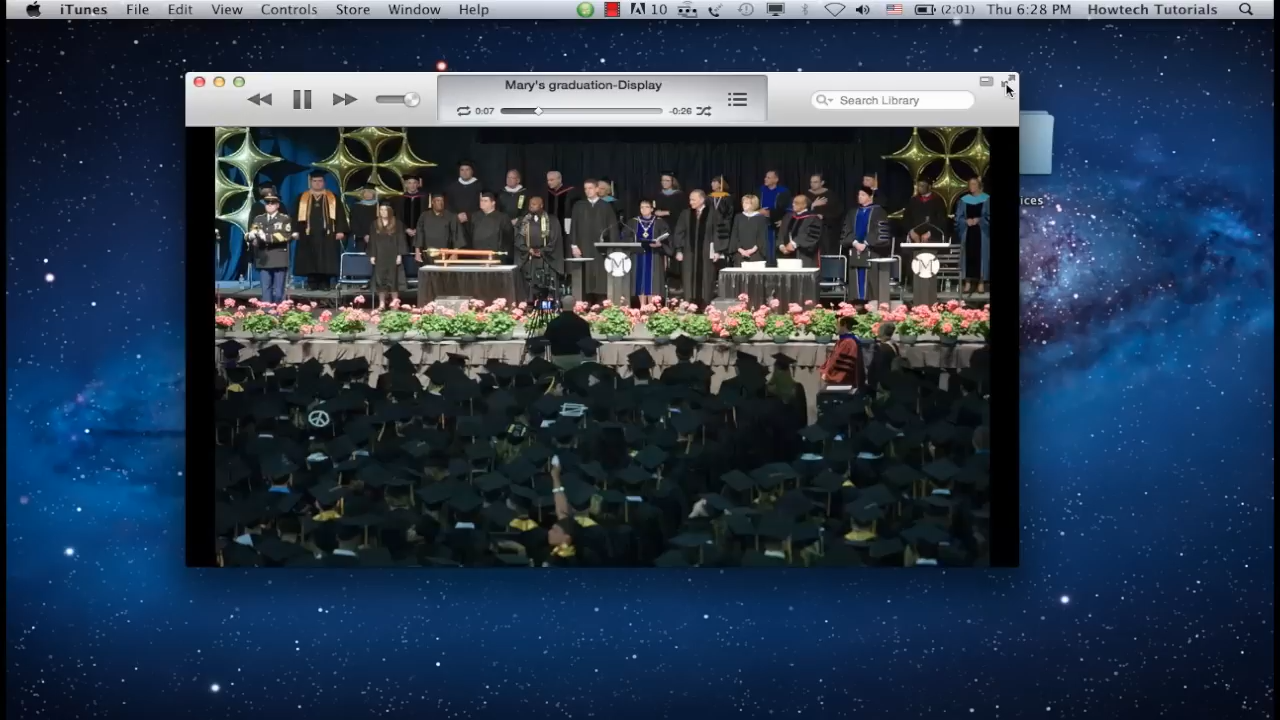 iTunes File Edit View Controls Store Window Help 10 (2:01) Thu 6:28 PM Howtech Tutorials
Mary's graduation-Display
0:07 -0:26
Search Library
ices
M M